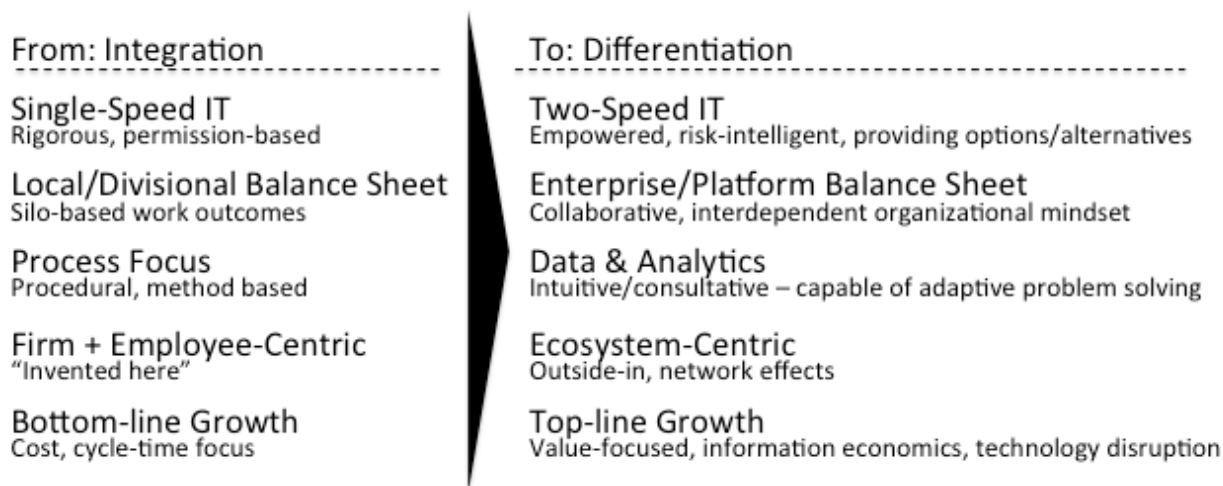 From: Integration
Single-Speed IT
Rigorous, permission-based
Local/Divisional Balance Sheet
Silo-based work outcomes
Process Focus
Procedural, method based
Firm + Employee-Centric
“Invented here”
Bottom-line Growth
Cost, cycle-time focus
To: Differentiation
Two-Speed IT
Empowered, risk-intelligent, providing options/alternatives
Enterprise/Platform Balance Sheet
Collaborative, interdependent organizational mindset
Data & Analytics
Intuitive/consultative – capable of adaptive problem solving
Ecosystem-Centric
Outside-in, network effects
Top-line Growth
Value-focused, information economics, technology disruption